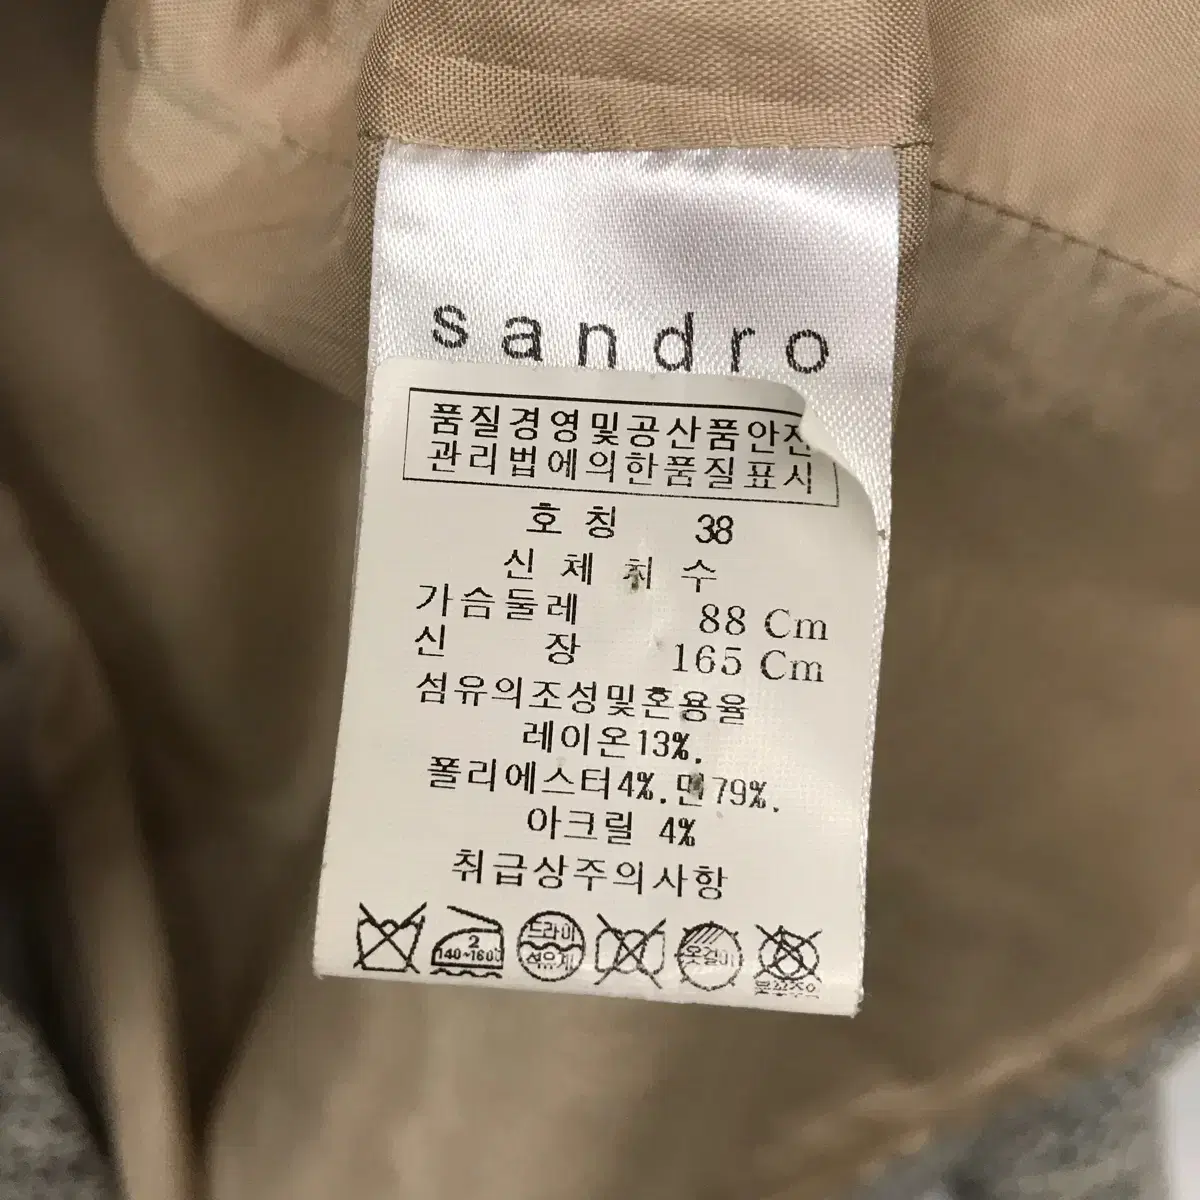 sandro
품질경영및공산품안전
관리법에의한품질표시
호 칭 38
신 체 치 수
가슴둘레 88 Cm
신 장 165 Cm
섬유의조성및혼용율
레이온13%.
폴리에스터4%.면79%.
아크릴 4%
취급상주의사항
2
140~160℃
드라이
석유계
옷걸이